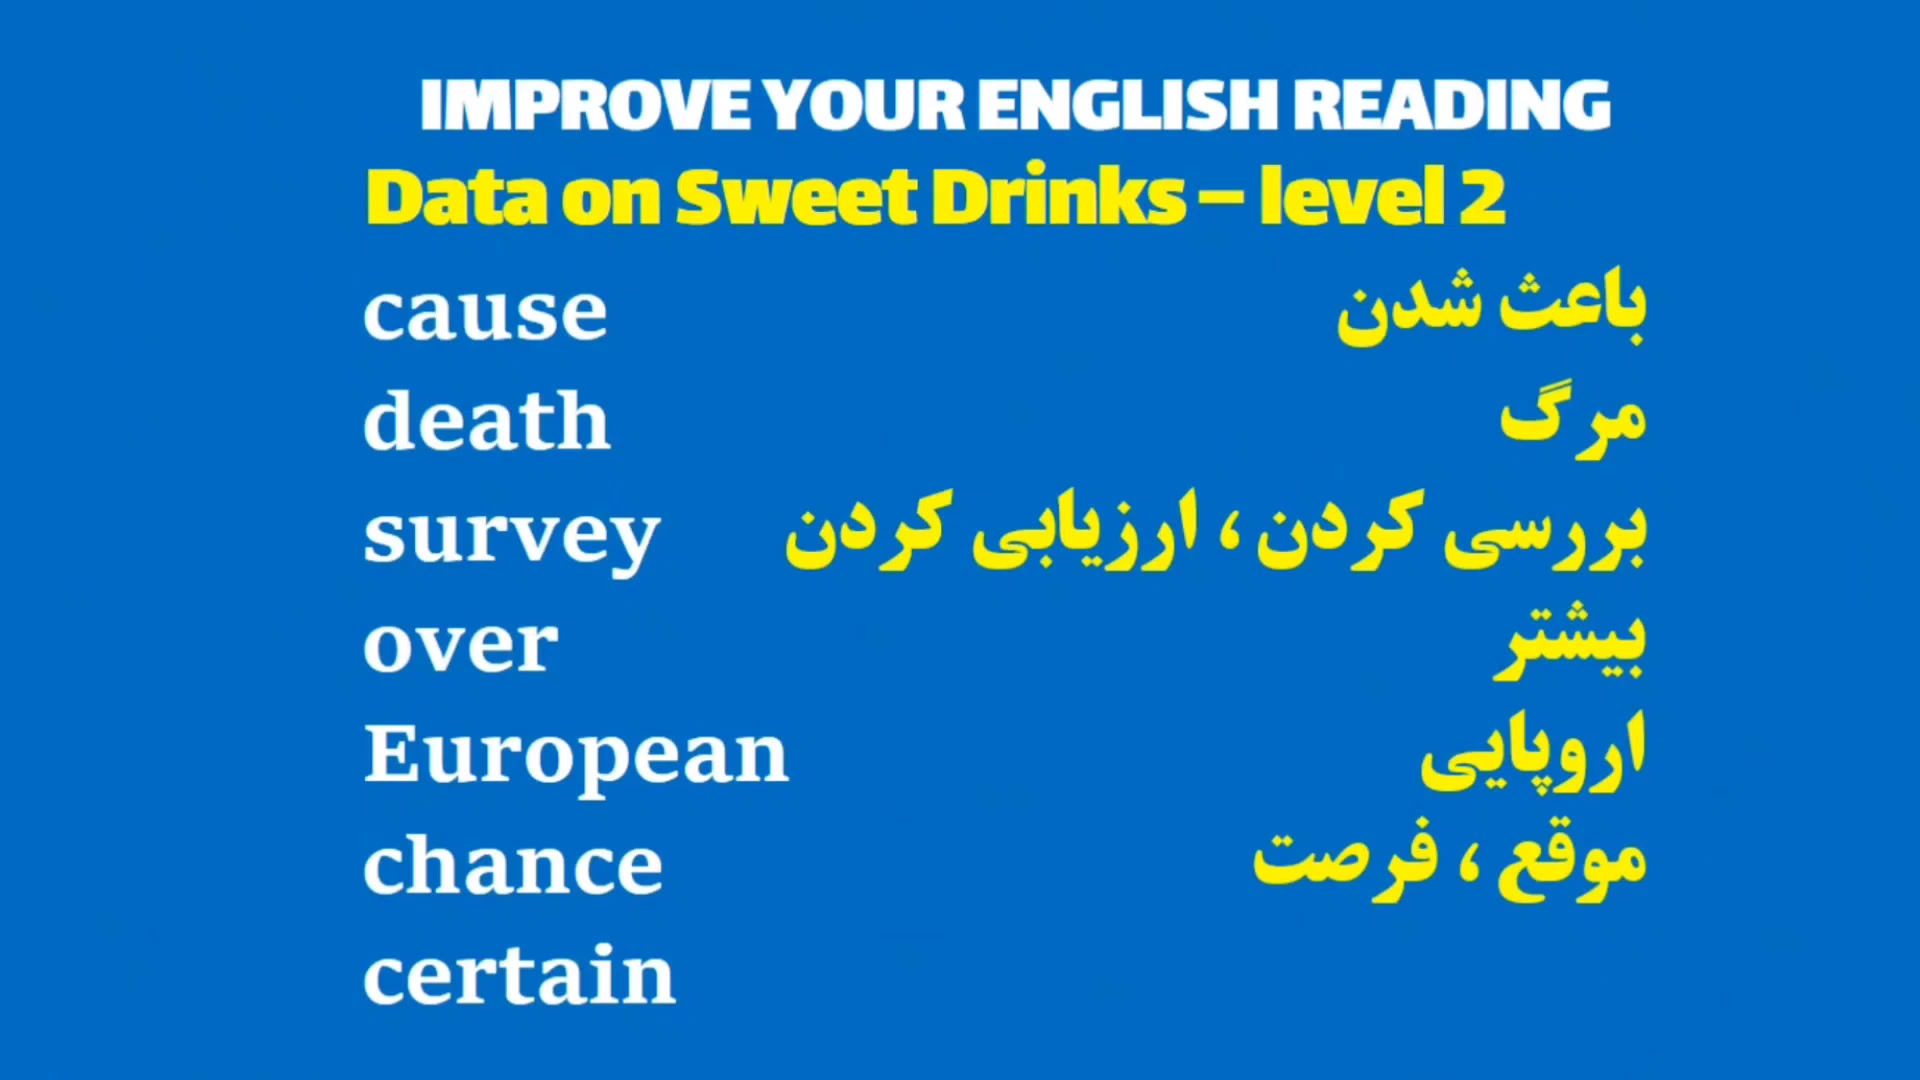 IMPROVE YOUR ENGLISH READING
Data on Sweet Drinks – level 2
cause باعث شدن
death مرگ
survey بررسی کردن ، ارزیابی کردن
over بیشتر
European اروپایی
chance موقع ، فرصت
certain